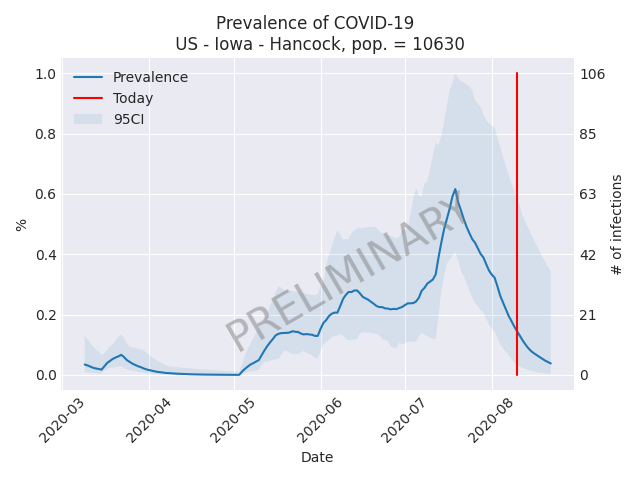 Prevalence of COVID-19
US - Iowa - Hancock, pop. = 10630
Prevalence
Today
95CI
PRELIMINARY
1.0
0.8
0.6
0.4
0.2
0.0
%
106
85
63
42
21
0
# of infections
2020-03
2020-04
2020-05
2020-06
2020-07
2020-08
Date